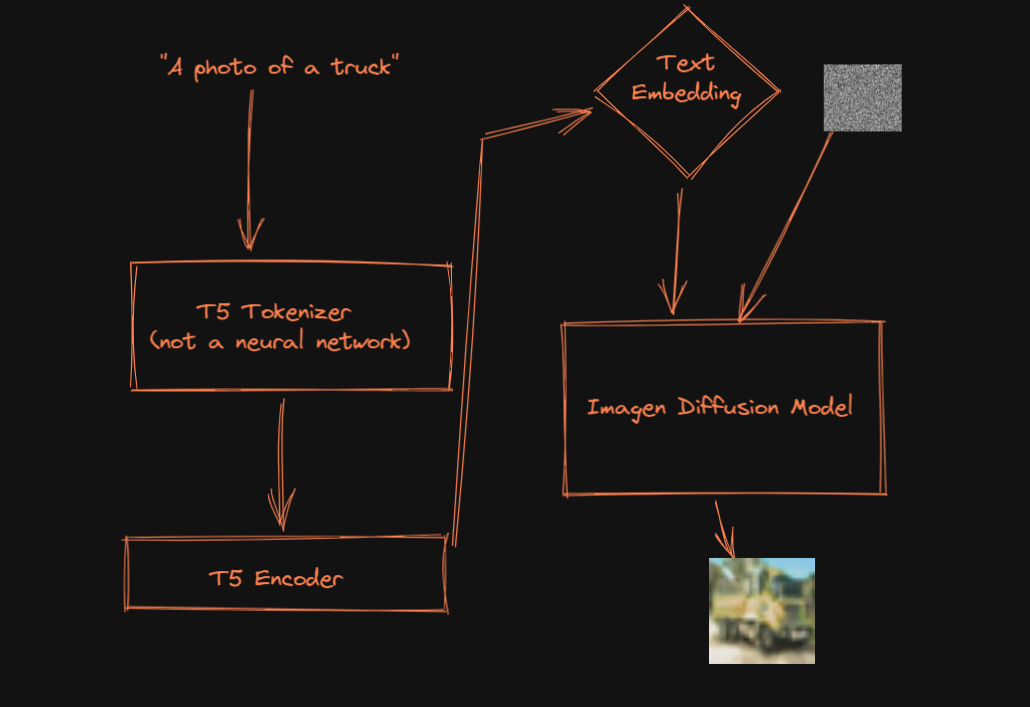 "A photo of a truck"
T5 Tokenizer
(not a neural network)
T5 Encoder
Text
Embedding
Imagen Diffusion Model